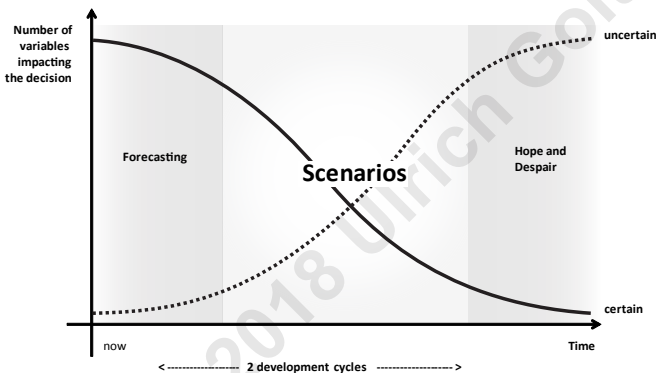 Number of
variables
impacting
the decision
uncertain
Forecasting
Scenarios
Hope and
Despair
certain
now
Time
< -------------------- 2 development cycles -------------------- >
2018 Ulrich